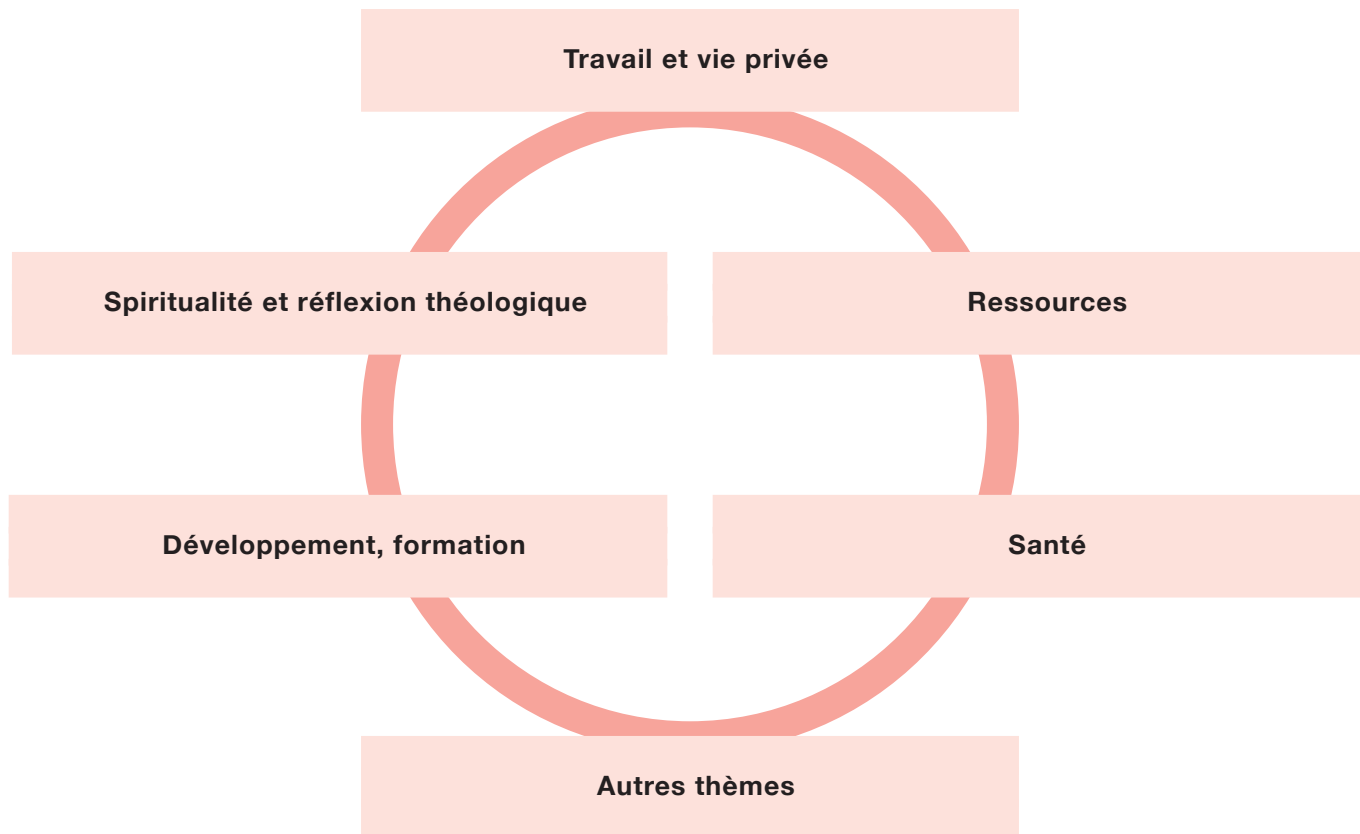 Travail et vie privée
Spiritualité et réflexion théologique
Ressources
Développement, formation
Santé
Autres thèmes